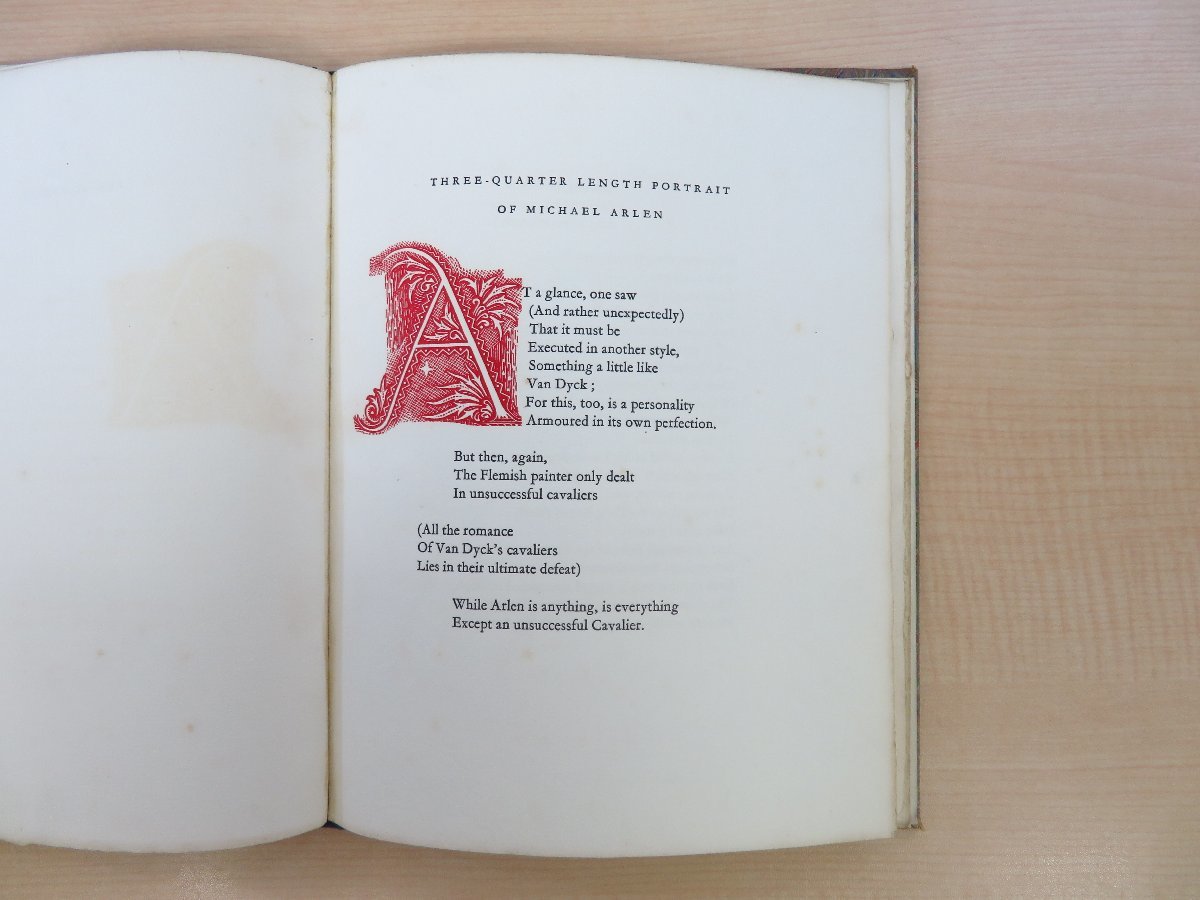 THREE-QUARTER LENGTH PORTRAIT
OF MICHAEL ARLEN
AT a glance, one saw
(And rather unexpectedly)
That it must be
Executed in another style,
Something a little like
Van Dyck ;
For this, too, is a personality
Armoured in its own perfection.
But then, again,
The Flemish painter only dealt
In unsuccessful cavaliers
(All the romance
Of Van Dyck's cavaliers
Lies in their ultimate defeat)
While Arlen is anything, is everything
Except an unsuccessful Cavalier.